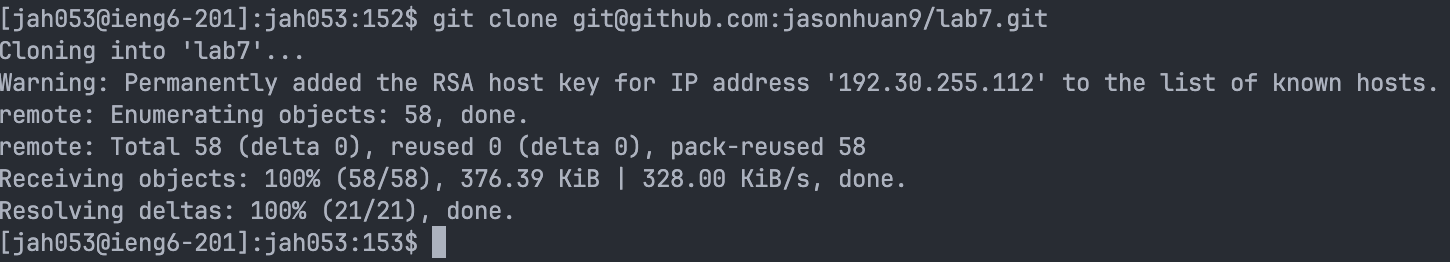 [jah053@ieng6-201]:jah053:152$ git clone git@github.com:jasonhuan9/lab7.git
Cloning into 'lab7'...
Warning: Permanently added the RSA host key for IP address '192.30.255.112' to the list of known hosts.
remote: Enumerating objects: 58, done.
remote: Total 58 (delta 0), reused 0 (delta 0), pack-reused 58
Receiving objects: 100% (58/58), 376.39 KiB | 328.00 KiB/s, done.
Resolving deltas: 100% (21/21), done.
[jah053@ieng6-201]:jah053:153$